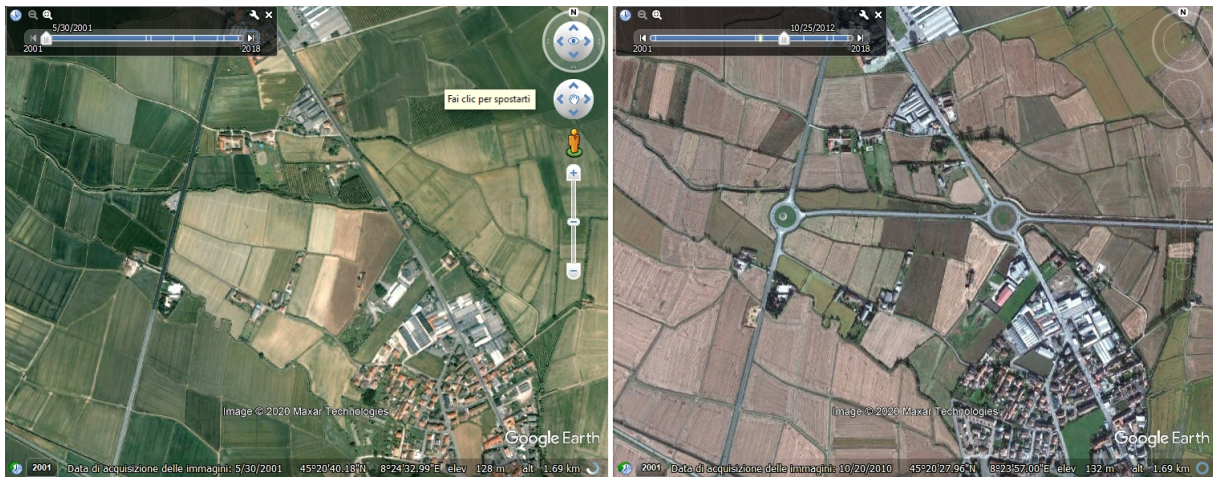 5/30/2001
2001
2018
N
Fai clic per spostarti
Image © 2020 Maxar Technologies
Google Earth
2001
Data di acquisizione delle immagini: 5/30/2001 45°20'40.18"N 8°24'32.99"E elev 128 m alt 1.69 km
10/25/2012
2001
2018
N
Image © 2020 Maxar Technologies
Google Earth
2001
Data di acquisizione delle immagini: 10/20/2010 45°20'27.96"N 8°23'57.00"E elev 132 m alt 1.69 km